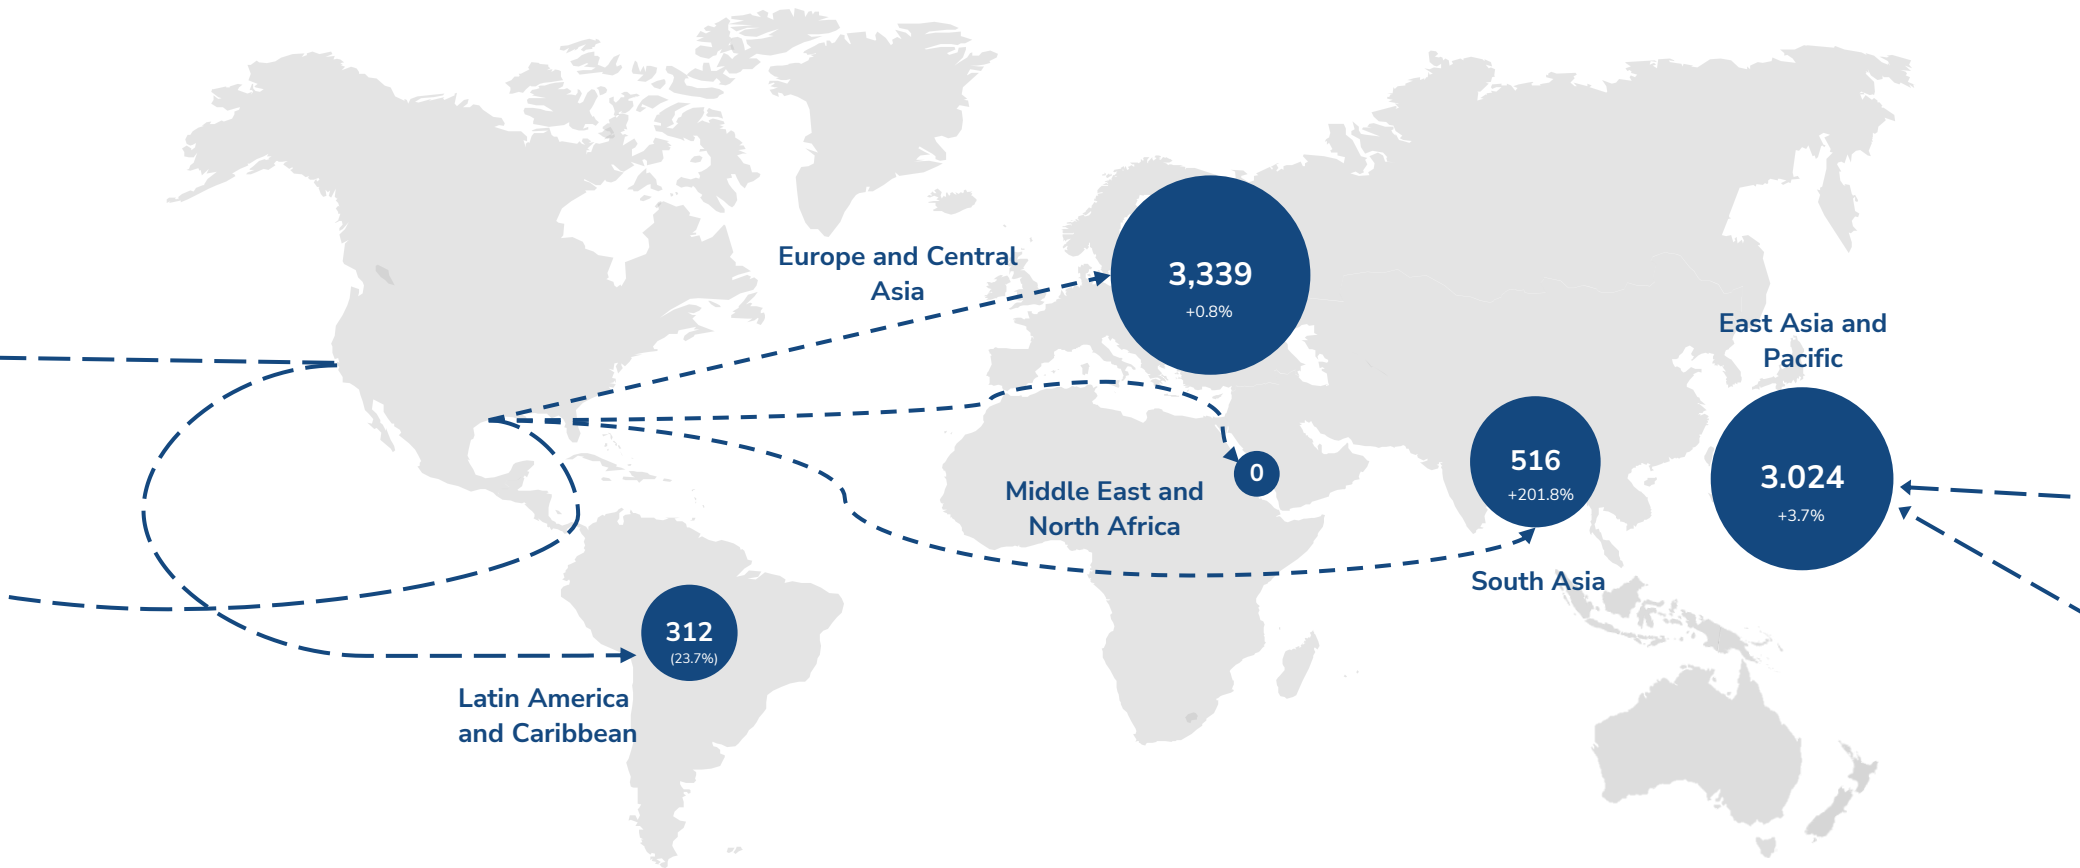 Europe and Central
Asia
3,339
+0.8%
East Asia and
Pacific
3.024
+3.7%
516
+201.8%
South Asia
0
Middle East and
North Africa
312
(23.7%)
Latin America
and Caribbean